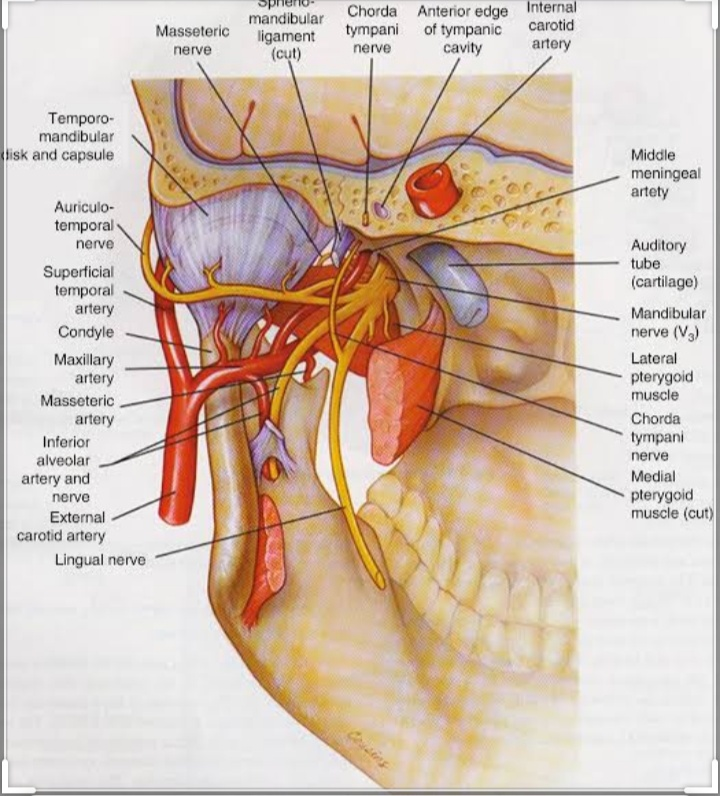 Spheno-
mandibular
ligament
(cut)
Masseteric
nerve
Chorda
tympani
nerve
Anterior edge
of tympanic
cavity
Internal
carotid
artery
Temporo-
mandibular
disk and capsule
Auriculo-
temporal
nerve
Superficial
temporal
artery
Condyle
Maxillary
artery
Masseteric
artery
Inferior
alveolar
artery and
nerve
External
carotid artery
Lingual nerve
Middle
meningeal
artety
Auditory
tube
(cartilage)
Mandibular
nerve (V3)
Lateral
pterygoid
muscle
Chorda
tympani
nerve
Medial
pterygoid
muscle (cut)
Cousins